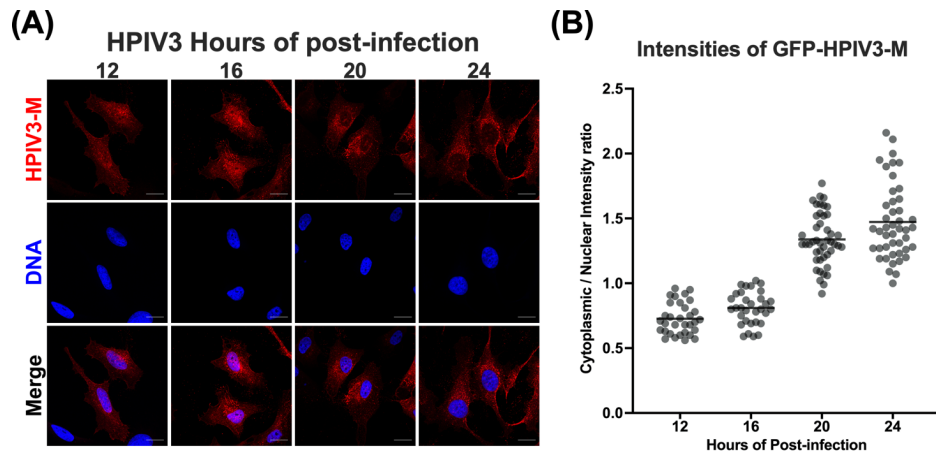 (A)
HPIV3 Hours of post-infection
12 16 20 24
HPIV3-M
DNA
Merge
(B)
Intensities of GFP-HPIV3-M
Cytoplasmic / Nuclear Intensity ratio
2.5
2.0
1.5
1.0
0.5
0.0
12 16 20 24
Hours of Post-infection